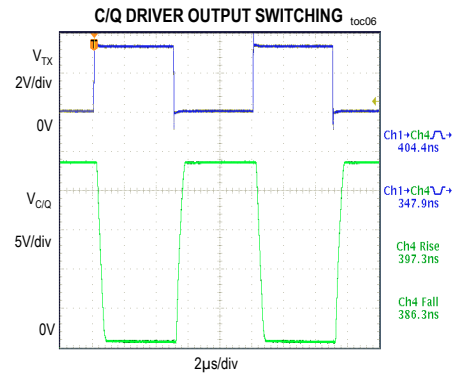 C/Q DRIVER OUTPUT SWITCHING toc06
T
VTX
2V/div
0V
Ch1→Ch4
404.4ns
Ch1→Ch4
347.9ns
VC/Q
5V/div
Ch4 Rise
397.3ns
Ch4 Fall
386.3ns
0V
2µs/div